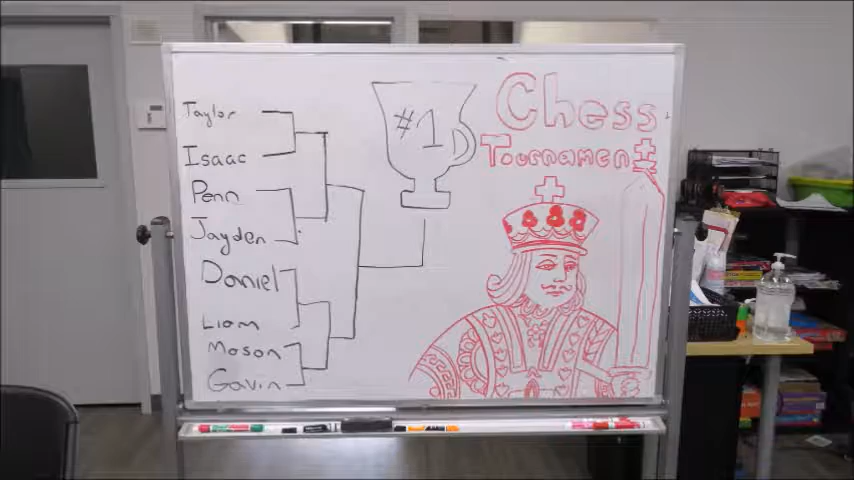 Chess
Tournament
#1
Taylor
Isaac
Penn
Jayden
Daniel
Liam
Mason
Gavin